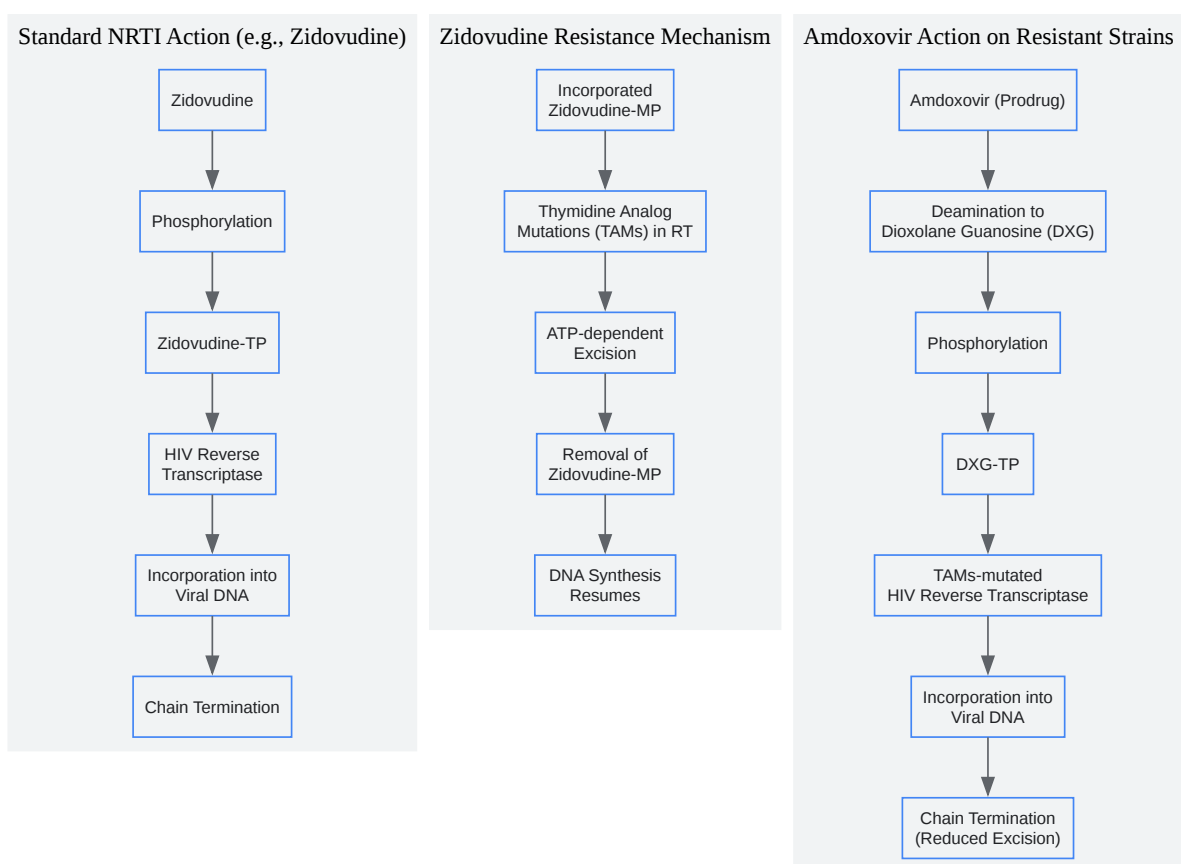 Standard NRTI Action (e.g., Zidovudine)
Zidovudine
Phosphorylation
Zidovudine-TP
HIV Reverse
Transcriptase
Incorporation into
Viral DNA
Chain Termination
Zidovudine Resistance Mechanism
Incorporated
Zidovudine-MP
Thymidine Analog
Mutations (TAMs) in RT
ATP-dependent
Excision
Removal of
Zidovudine-MP
DNA Synthesis
Resumes
Amdoxovir Action on Resistant Strains
Amdoxovir (Prodrug)
Deamination to
Dioxolane Guanosine (DXG)
Phosphorylation
DXG-TP
TAMs-mutated
HIV Reverse Transcriptase
Incorporation into
Viral DNA
Chain Termination
(Reduced Excision)